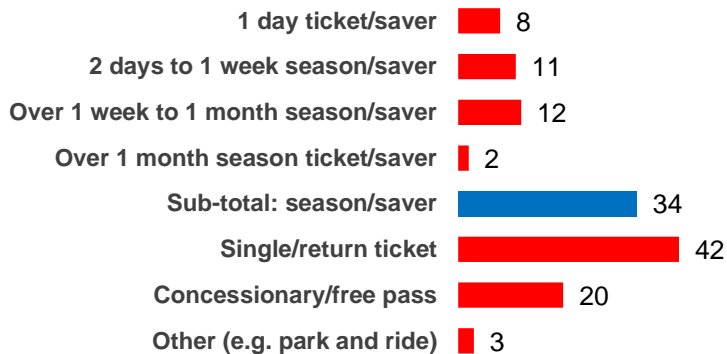 1 day ticket/saver 8
2 days to 1 week season/saver 11
Over 1 week to 1 month season/saver 12
Over 1 month season ticket/saver 2
Sub-total: season/saver 34
Single/return ticket 42
Concessionary/free pass 20
Other (e.g. park and ride) 3